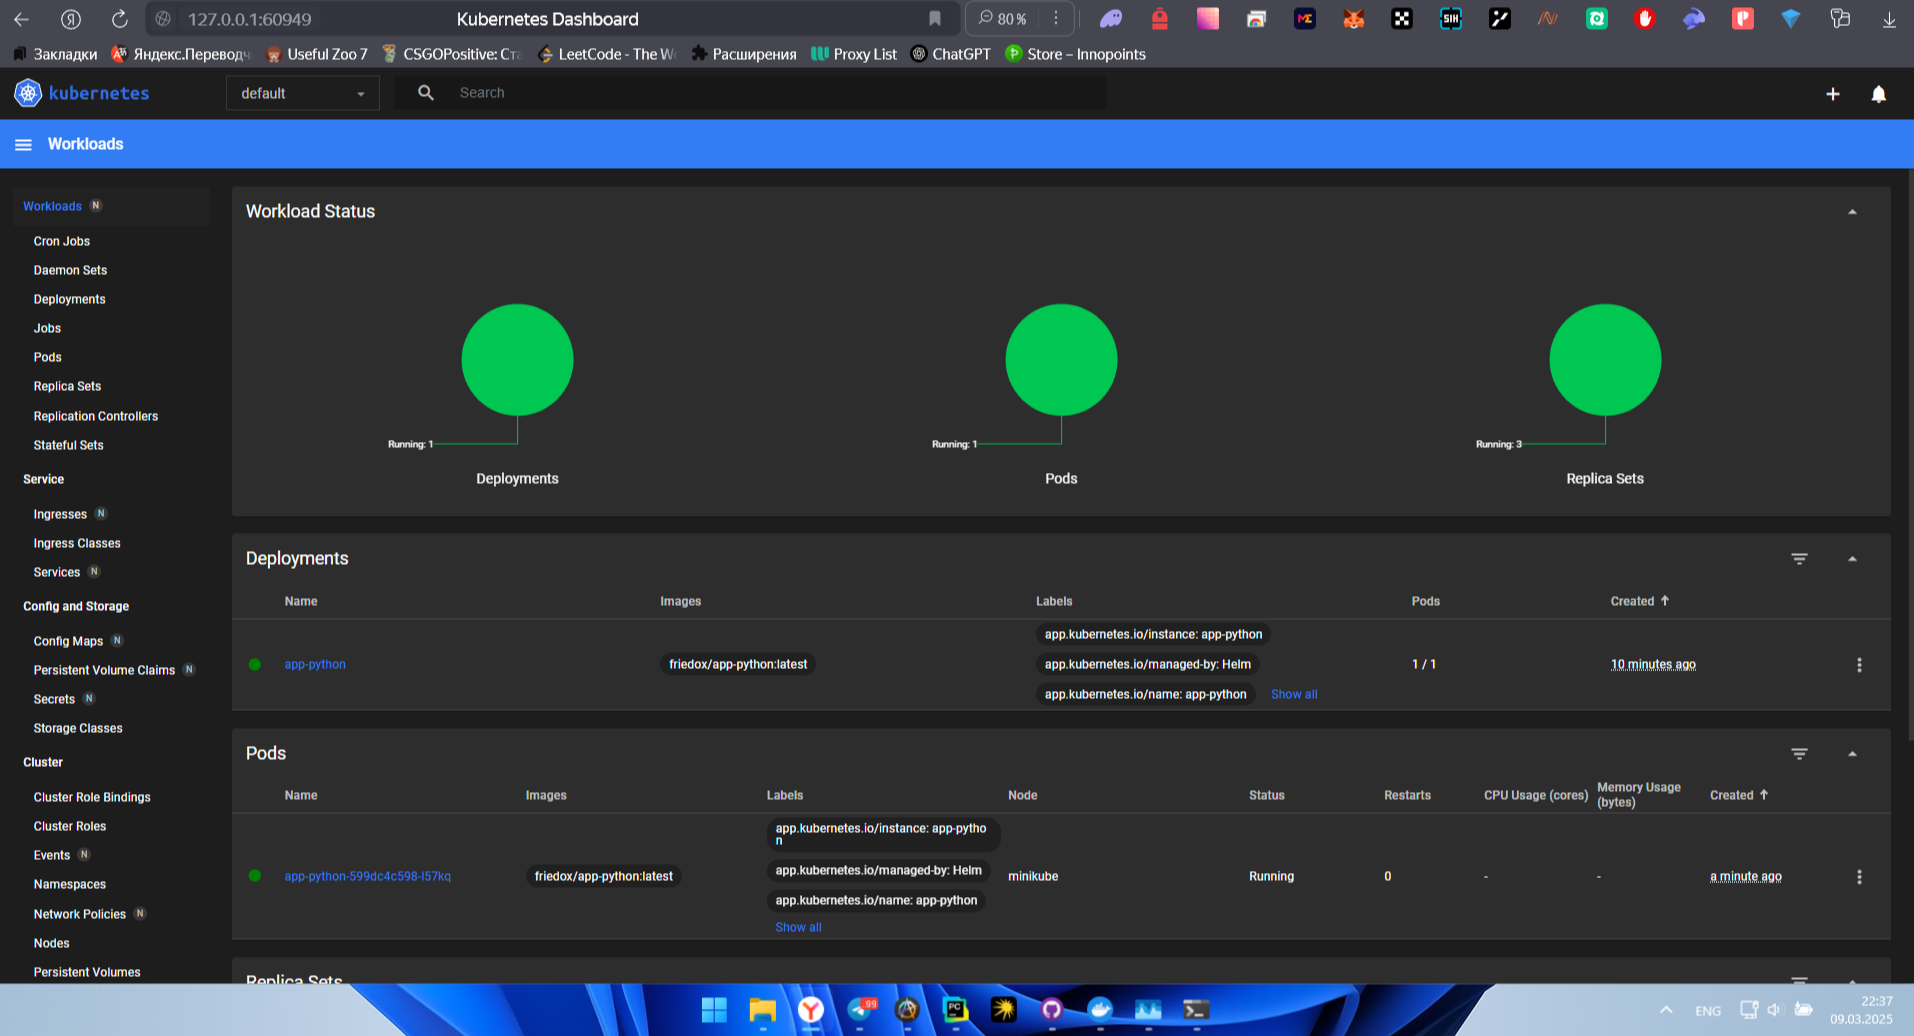 127.0.0.1:60949
Kubernetes Dashboard
80 %
Закладки
Яндекс.Переводч
Useful Zoo 7
CSGOPositive: Ста
LeetCode - The W
Расширения
Proxy List
ChatGPT
Store – Innopoints
kubernetes
default
Search
Workloads
Workloads N
Cron Jobs
Daemon Sets
Deployments
Jobs
Pods
Replica Sets
Replication Controllers
Stateful Sets
Service
Ingresses N
Ingress Classes
Services N
Config and Storage
Config Maps N
Persistent Volume Claims N
Secrets N
Storage Classes
Cluster
Cluster Role Bindings
Cluster Roles
Events N
Namespaces
Network Policies N
Nodes
Persistent Volumes
Workload Status
Running: 1
Deployments
Running: 1
Pods
Running: 3
Replica Sets
Deployments
Name Images Labels Pods Created
app-python
friedox/app-python:latest
app.kubernetes.io/instance: app-python
app.kubernetes.io/managed-by: Helm
app.kubernetes.io/name: app-python
Show all
1 / 1
10 minutes ago
Pods
Name Images Labels Node Status Restarts CPU Usage (cores) Memory Usage
(bytes)
Created
app-python-599dc4c598-l57kq
friedox/app-python:latest
app.kubernetes.io/instance: app-pytho
n
app.kubernetes.io/managed-by: Helm
app.kubernetes.io/name: app-python
Show all
minikube
Running
0
-
-
a minute ago
Replica Sets
99
ENG
22:37
09.03.2025